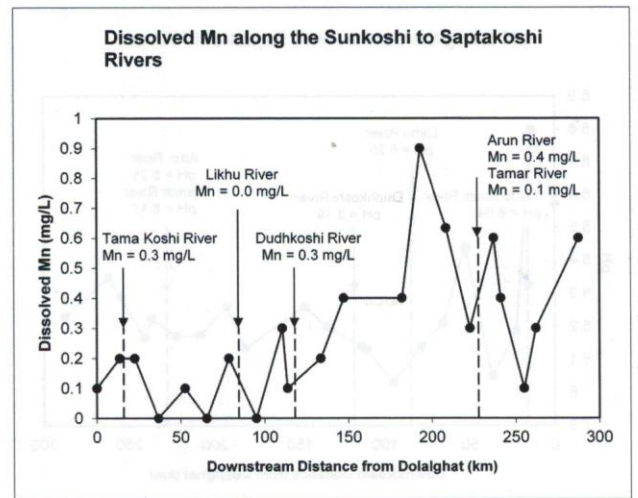 Dissolved Mn along the Sunkoshi to Saptakoshi
Rivers
Dissolved Mn (mg/L)
1
0.9
0.8
0.7
0.6
0.5
0.4
0.3
0.2
0.1
0
Tama Koshi River
Mn = 0.3 mg/L
Likhu River
Mn = 0.0 mg/L
Dudhkoshi River
Mn = 0.3 mg/L
Arun River
Mn = 0.4 mg/L
Tamar River
Mn = 0.1 mg/L
0 50 100 150 200 250 300
Downstream Distance from Dolalghat (km)